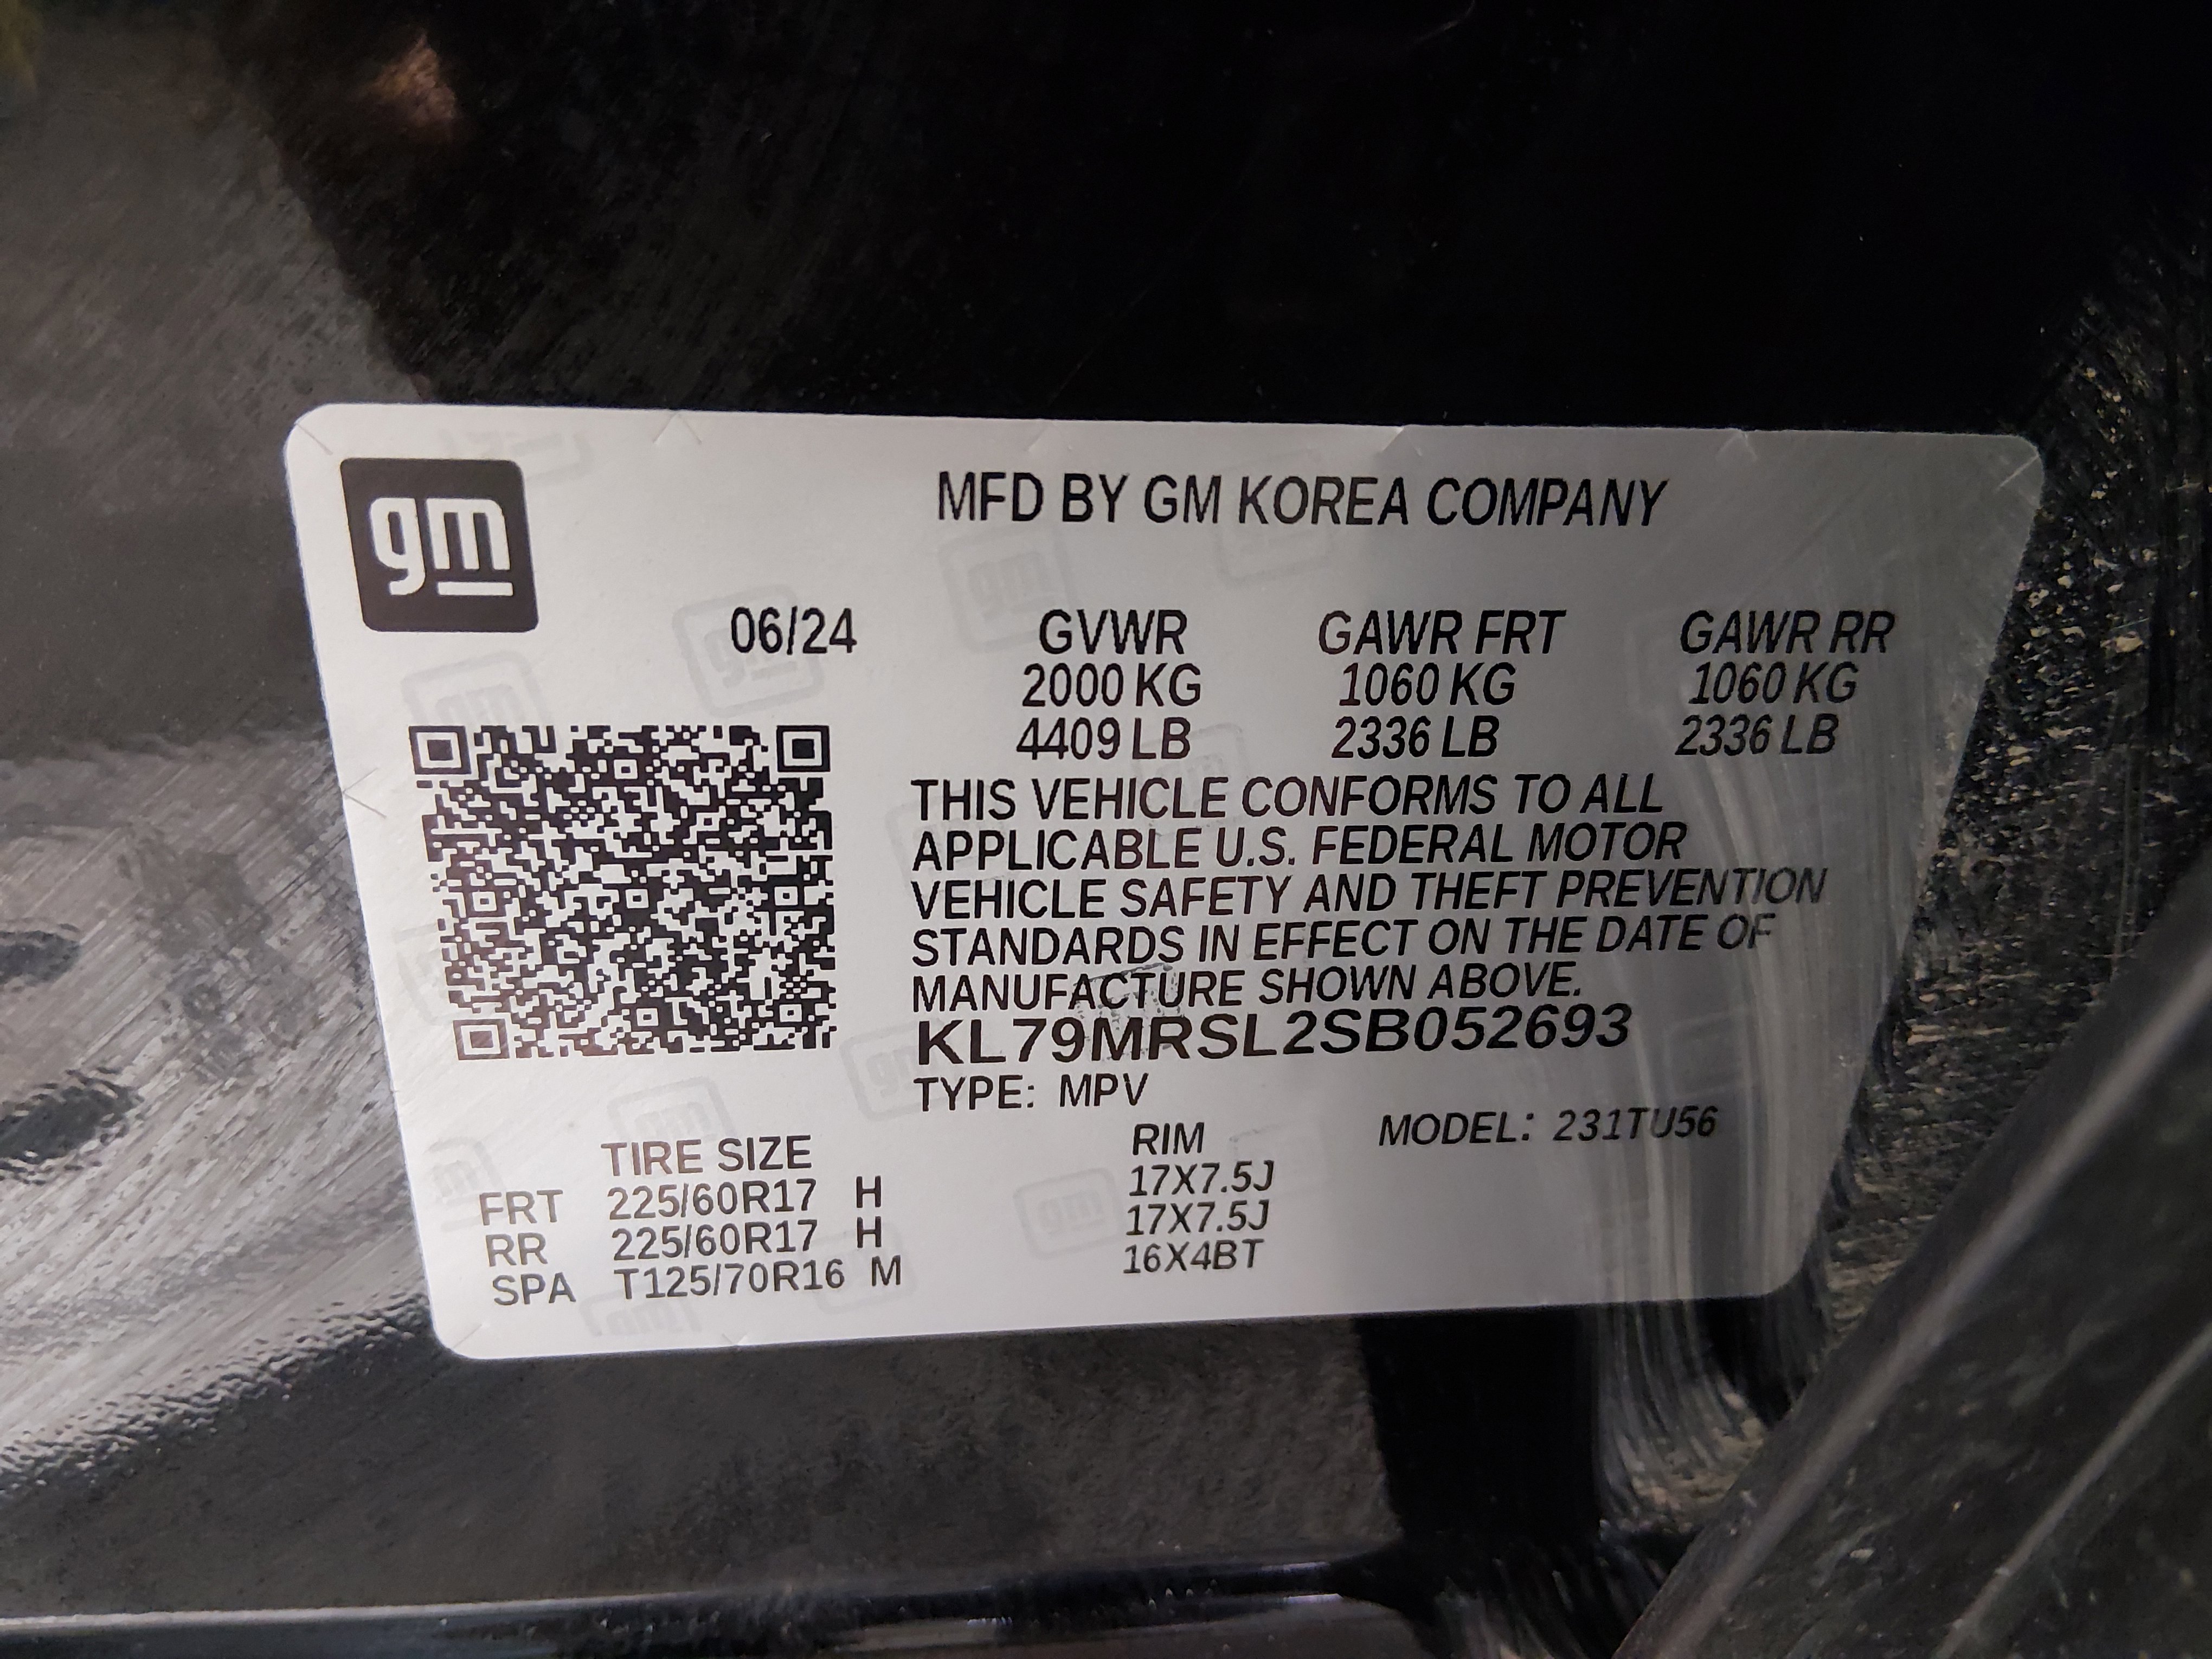 gm
MFD BY GM KOREA COMPANY
06/24 GVWR GAWR FRT GAWR RR
2000 KG 1060 KG 1060 KG
4409 LB 2336 LB 2336 LB
THIS VEHICLE CONFORMS TO ALL
APPLICABLE U.S. FEDERAL MOTOR
VEHICLE SAFETY AND THEFT PREVENTION
STANDARDS IN EFFECT ON THE DATE OF
MANUFACTURE SHOWN ABOVE.
KL79MRSL2SB052693
TYPE: MPV
TIRE SIZE RIM MODEL: 231TU56
FRT 225/60R17 H 17X7.5J
RR 225/60R17 H 17X7.5J
SPA T125/70R16 M 16X4BT